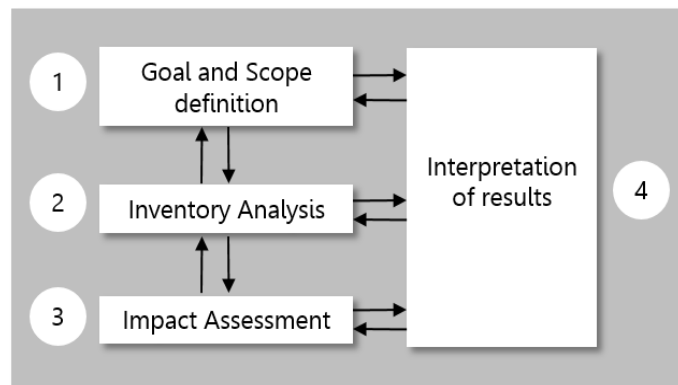 1
Goal and Scope
definition
2
Inventory Analysis
3
Impact Assessment
Interpretation
of results
4